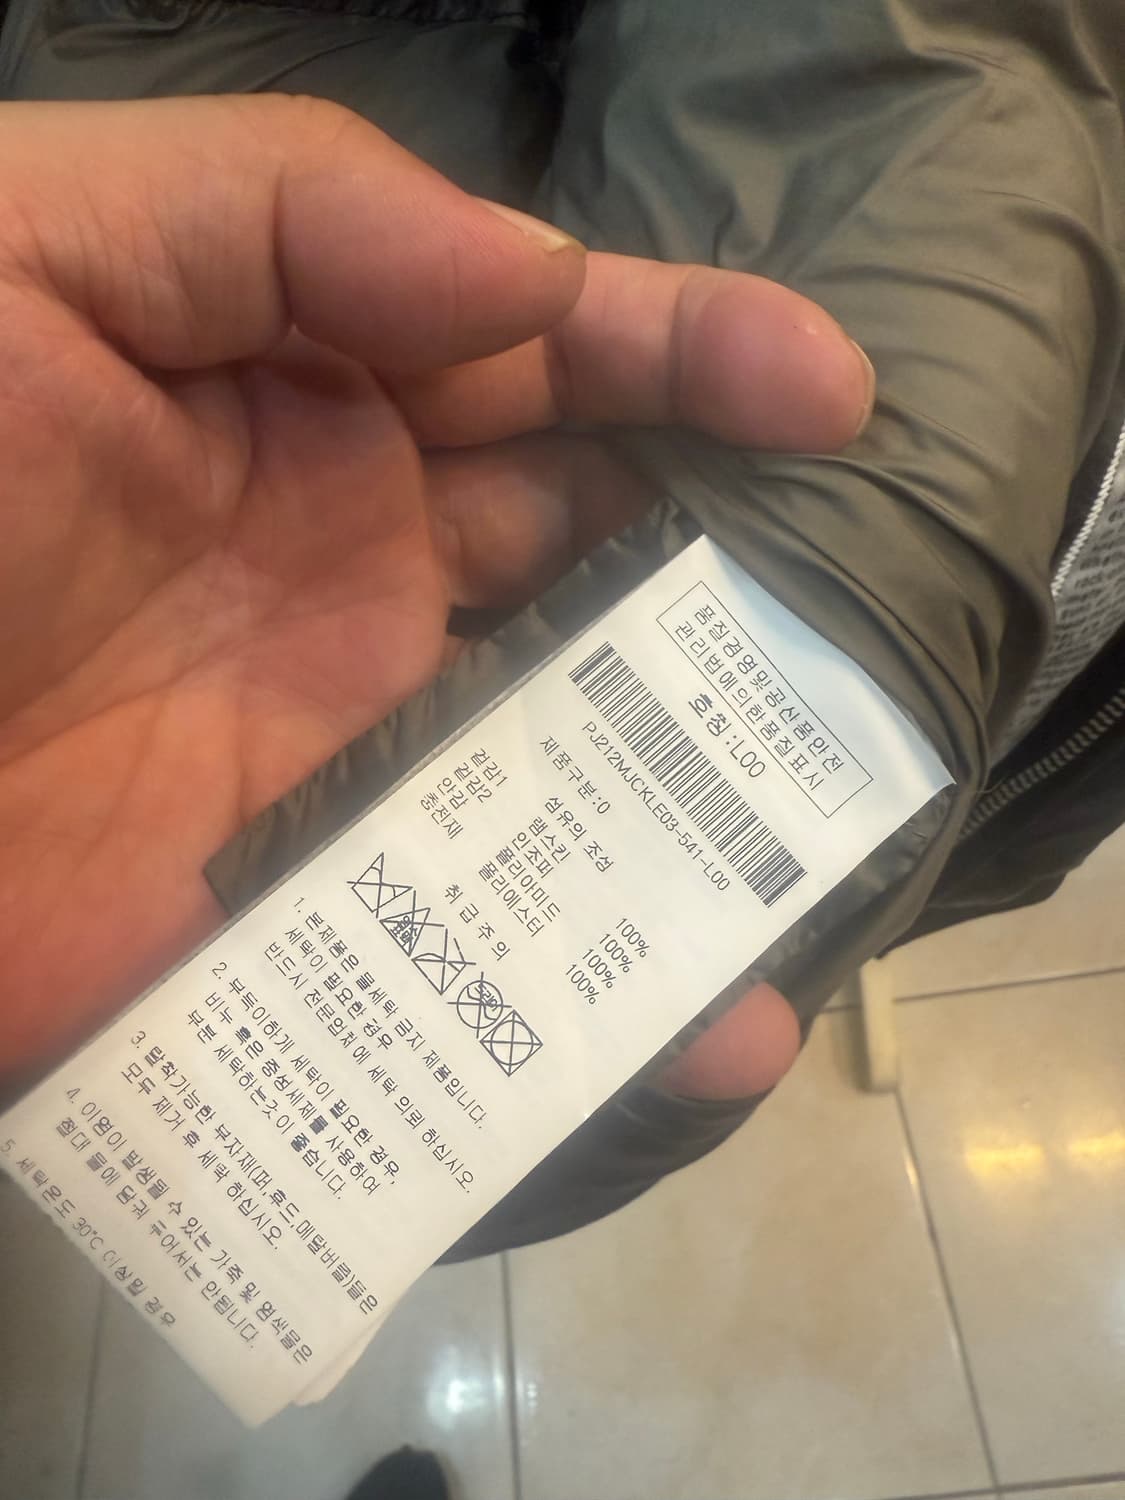 품질경영및공산품안전
관리법에의한품질표시
호칭:L00
PJ212MJCKLE03-541-L00
제품구분:0
섬유의 조성
겉감1 램스킨 100%
겉감2 인조피 100%
안감 폴리아미드 100%
충전재 폴리에스터 100%
취급주의
1. 본제품은 물세탁 금지 제품입니다.
세탁이 필요한 경우
반드시 전문업체에 세탁 의뢰 하십시오.
2. 부득이하게 세탁이 필요한 경우,
비누 혹은 중성세제를 사용하여
부분 세탁하는것이 좋습니다.
3. 탈착가능한 부자재(퍼,후드,메탈버클)들은
모두 제거 후 세탁 하십시오.
4. 이염이 발생될 수 있는 가죽 및 염색물은
절대 물에 담궈 두어서는 안됩니다.
5. 세탁온도 30°C 이상일 경우